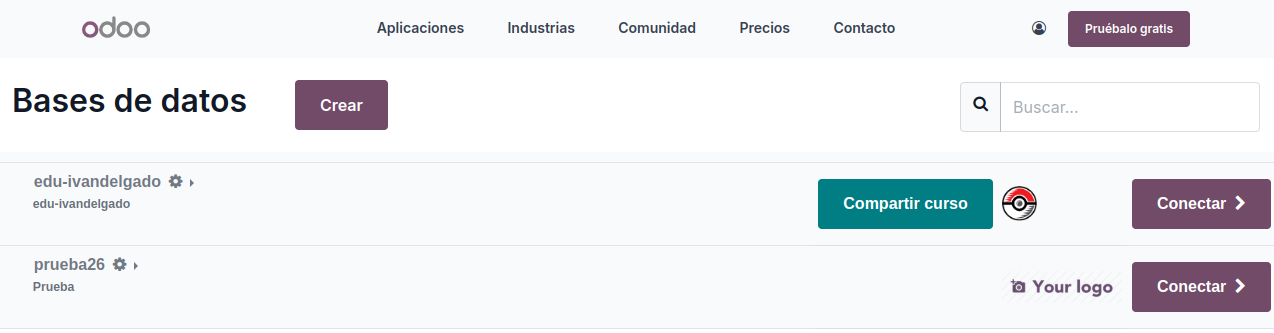 odoo
Aplicaciones Industrias Comunidad Precios Contacto Pruébalo gratis
Bases de datos Crear Buscar...
edu-ivandelgado
edu-ivandelgado
Compartir curso Conectar
prueba26
Prueba
Your logo Conectar